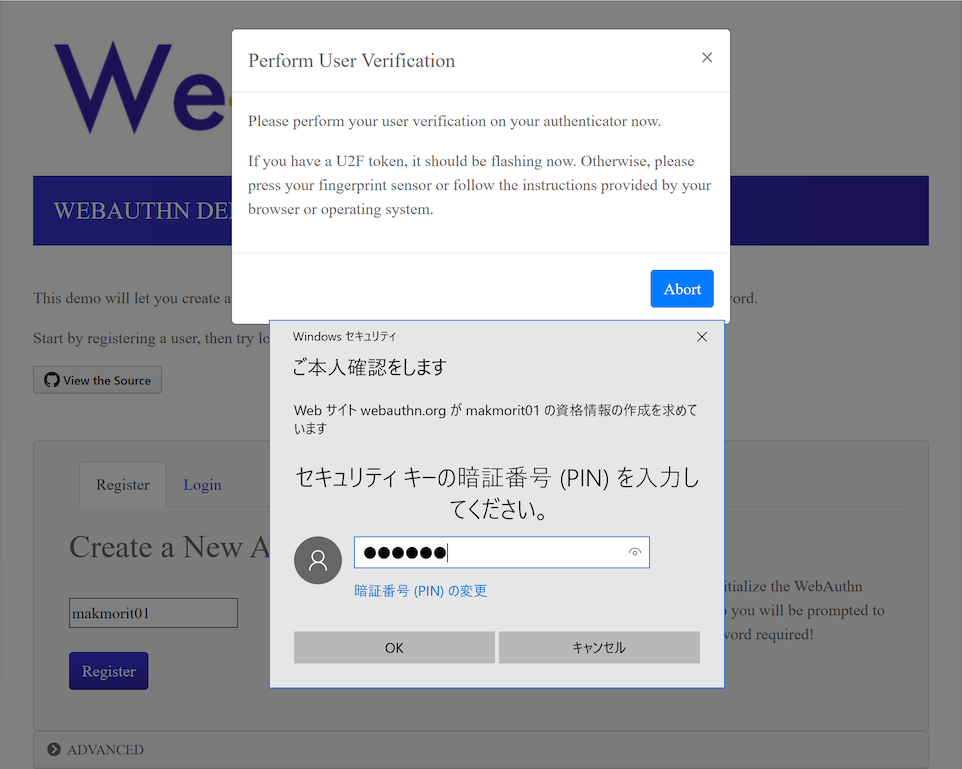 We
Perform User Verification
Please perform your user verification on your authenticator now.
If you have a U2F token, it should be flashing now. Otherwise, please
press your fingerprint sensor or follow the instructions provided by your
browser or operating system.
WEBAUTHN DE
Abort
This demo will let you create a
Start by registering a user, then try lo
View the Source
Windows セキュリティ
ご本人確認をします
Web サイト webauthn.org が makmorit01 の資格情報の作成を求めて
います
セキュリティ キーの暗証番号 (PIN) を入力し
てください。
暗証番号 (PIN) の変更
OK
キャンセル
Register
Login
Create a New A
makmorit01
Register
itialize the WebAuthn
you will be prompted to
word required!
ADVANCED